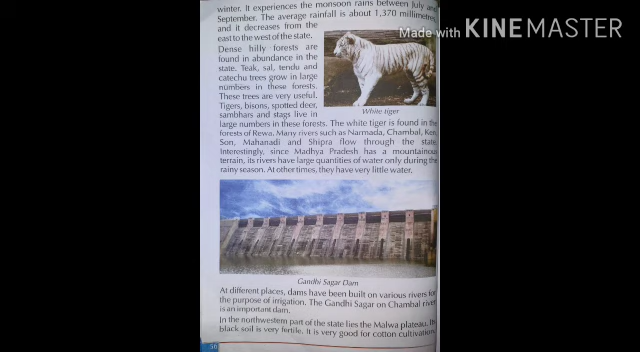 winter. It experiences the monsoon rains between July and
September. The average rainfall is about 1,370 millimetres
and it decreases from the
east to the west of the state.
Made with KINEMASTER
Dense hilly forests are
found in abundance in the
state. Teak, sal, tendu and
catechu trees grow in large
numbers in these forests.
These trees are very useful.
Tigers, bisons, spotted deer,
sambhars and stags live in
White tiger
large numbers in these forests. The white tiger is found in the
forests of Rewa. Many rivers such as Narmada, Chambal, Ken,
Son, Mahanadi and Shipra flow through the state.
Interestingly, since Madhya Pradesh has a mountainous
terrain, its rivers have large quantities of water only during the
rainy season. At other times, they have very little water.
Gandhi Sagar Dam
At different places, dams have been built on various rivers for
the purpose of irrigation. The Gandhi Sagar on Chambal river
is an important dam.
In the northwestern part of the state lies the Malwa plateau. Its
black soil is very fertile. It is very good for cotton cultivation.
56